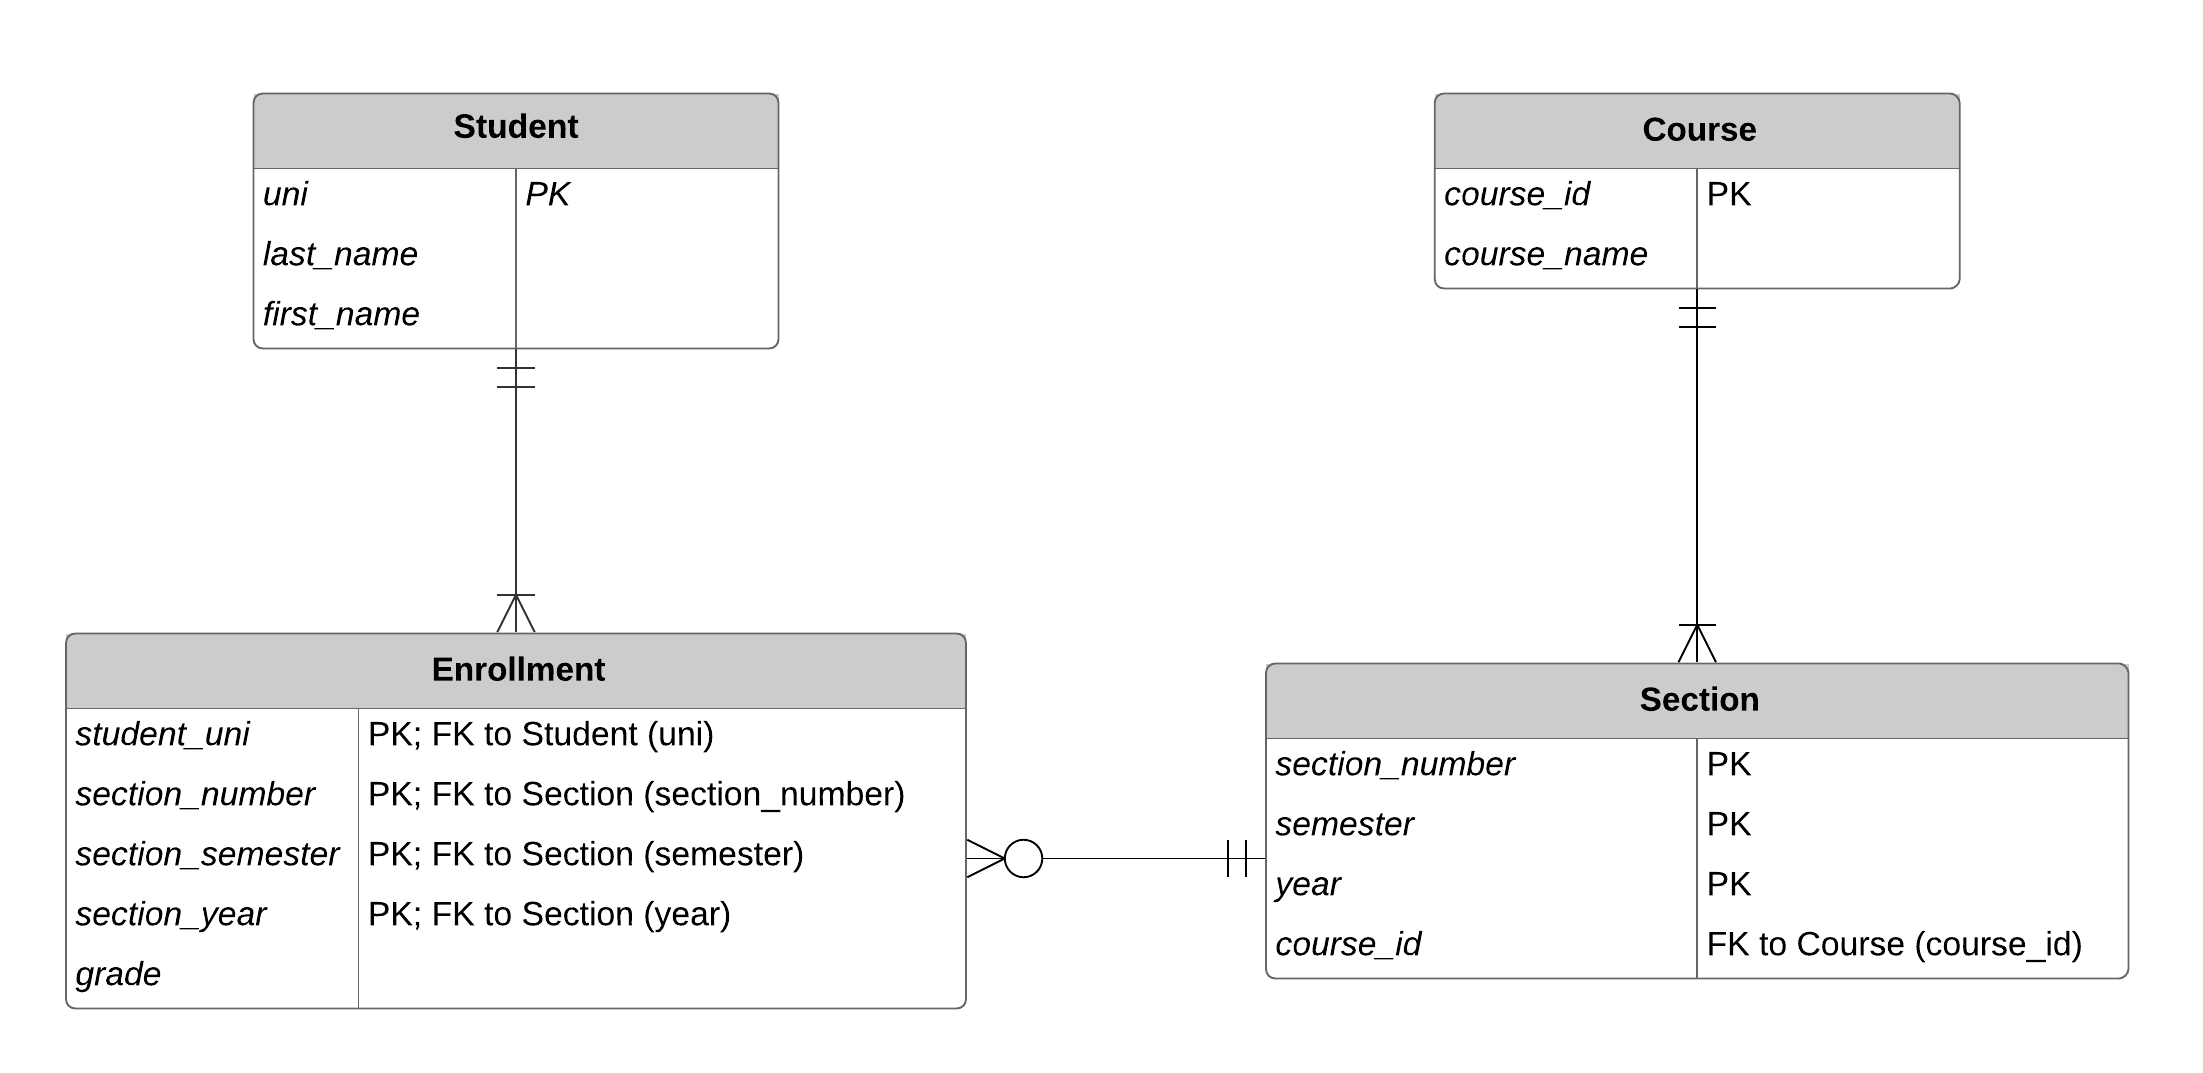 Student
uni PK
last_name
first_name
Course
course_id PK
course_name
Enrollment
student_uni PK; FK to Student (uni)
section_number PK; FK to Section (section_number)
section_semester PK; FK to Section (semester)
section_year PK; FK to Section (year)
grade
Section
section_number PK
semester PK
year PK
course_id FK to Course (course_id)